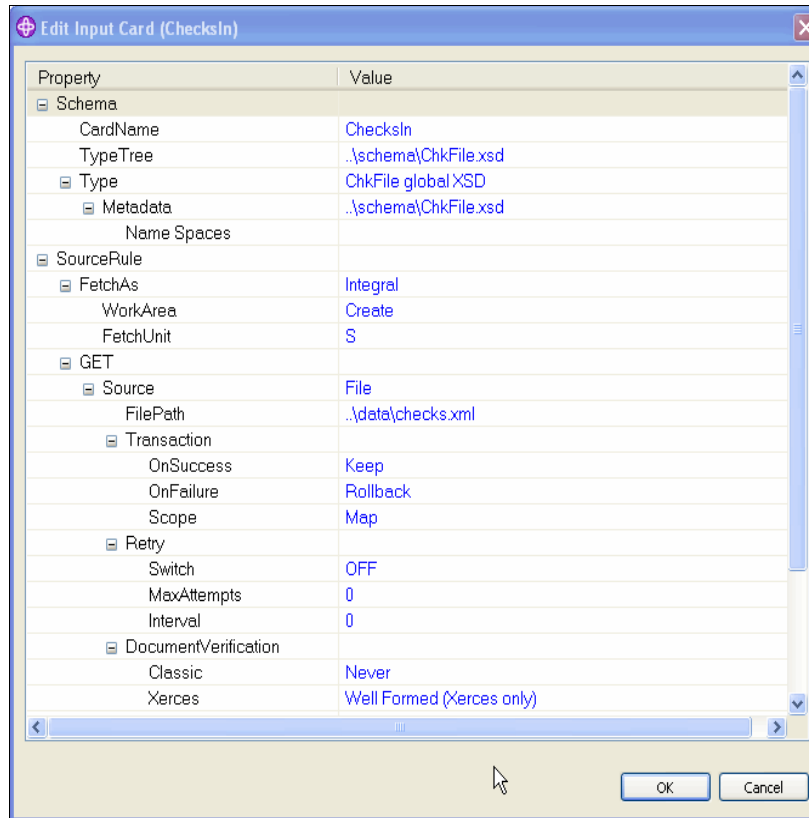 Edit Input Card (ChecksIn)
Property Value
Schema
CardName ChecksIn
TypeTree ..\schema\ChkFile.xsd
Type ChkFile global XSD
Metadata ..\schema\ChkFile.xsd
Name Spaces
SourceRule
FetchAs Integral
WorkArea Create
FetchUnit S
GET
Source File
FilePath ..\data\checks.xml
Transaction
OnSuccess Keep
OnFailure Rollback
Scope Map
Retry
Switch OFF
MaxAttempts 0
Interval 0
DocumentVerification
Classic Never
Xerces Well Formed (Xerces only)
OK Cancel